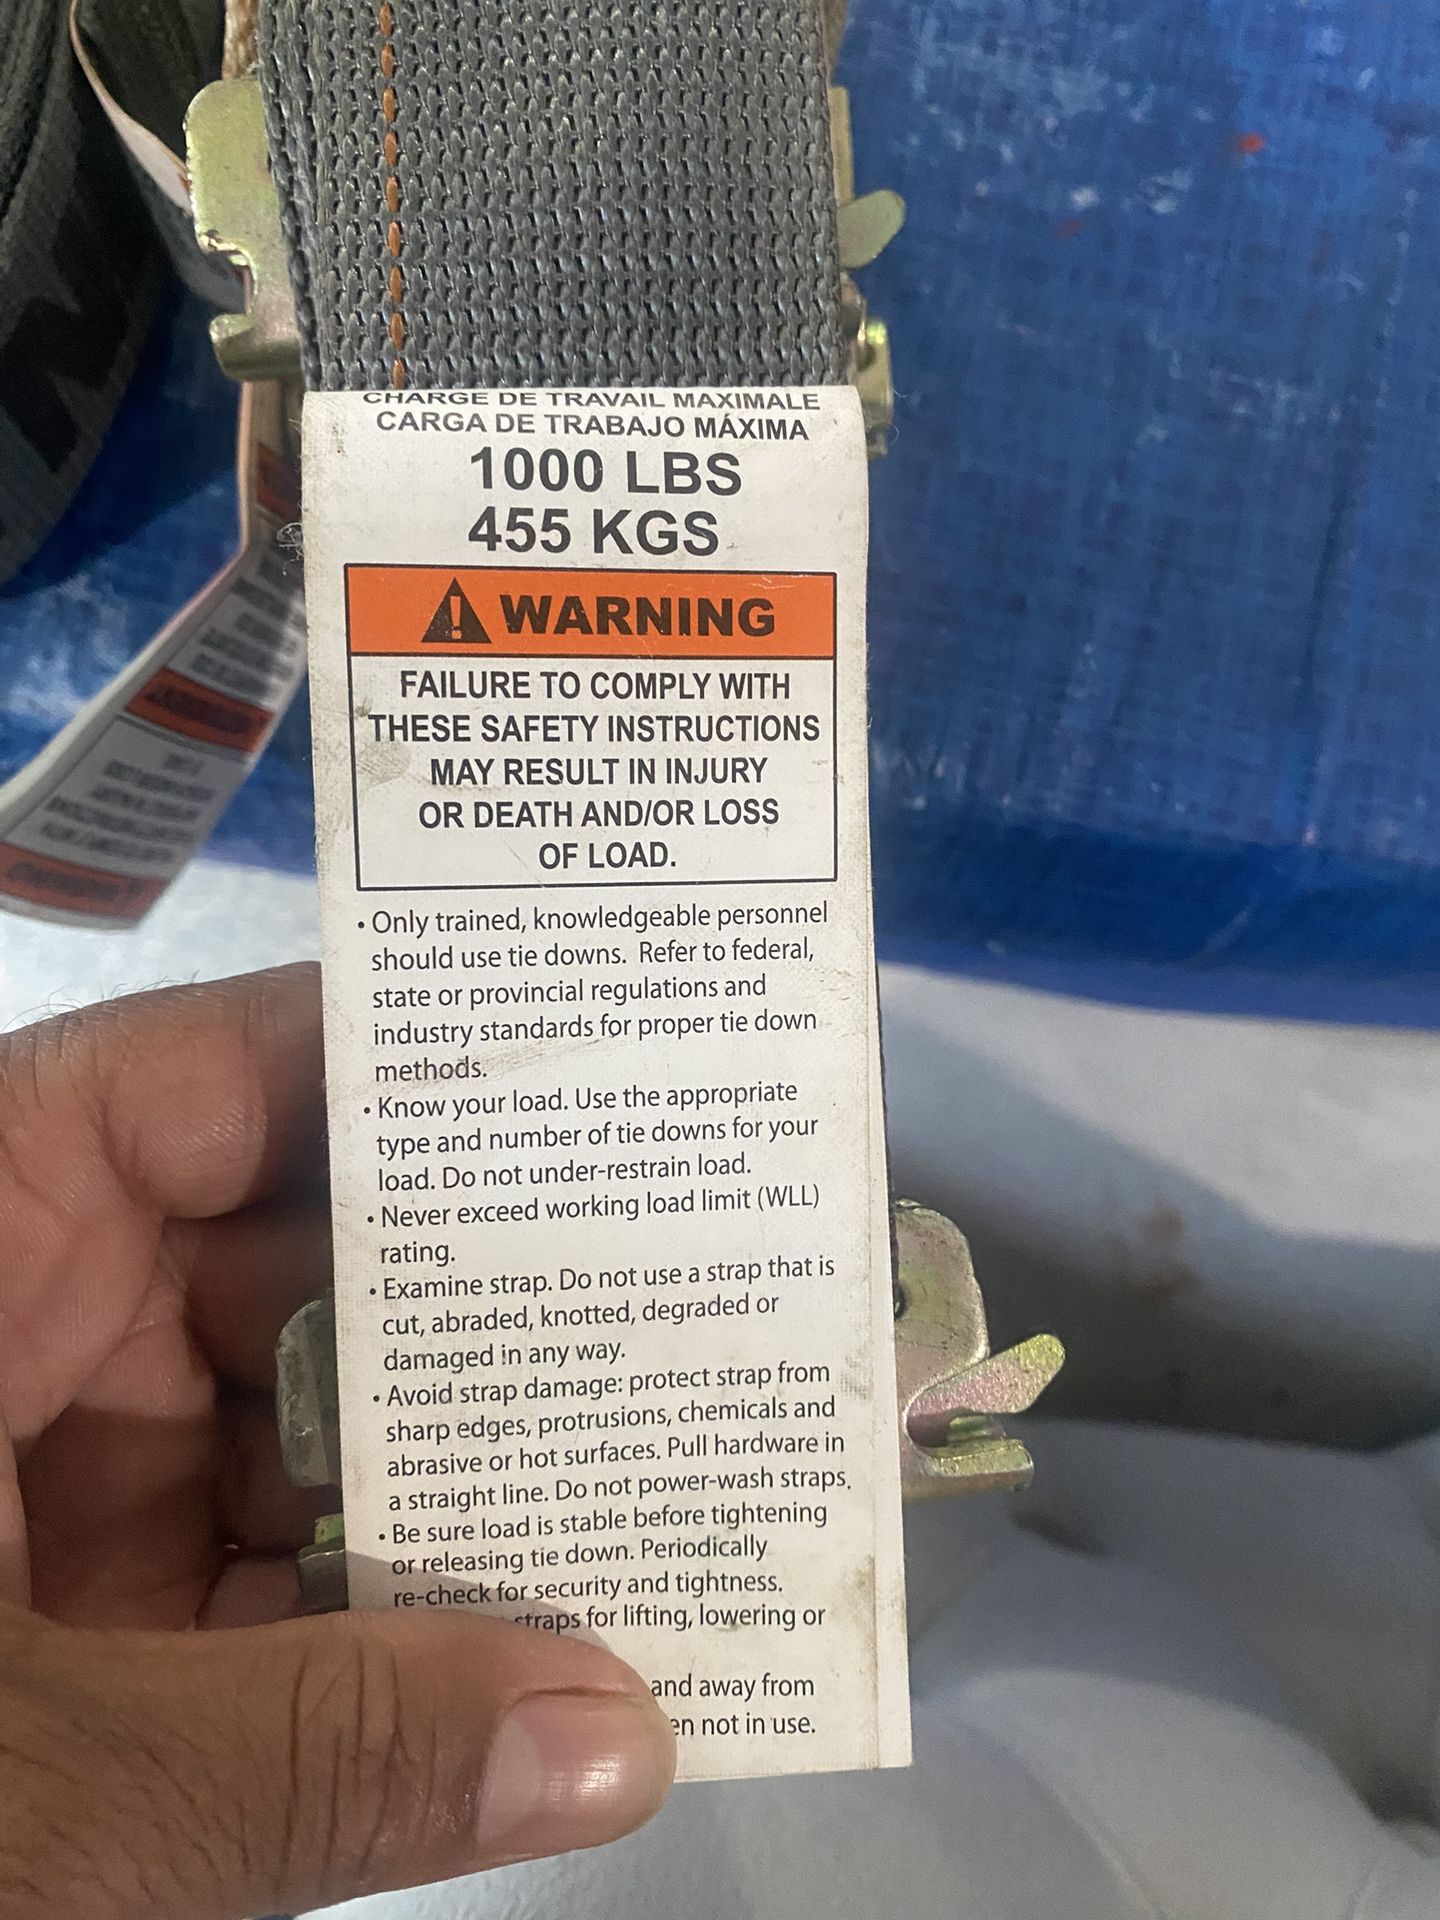 CHARGE DE TRAVAIL MAXIMALE
CARGA DE TRABAJO MÁXIMA
1000 LBS
455 KGS
WARNING
FAILURE TO COMPLY WITH
THESE SAFETY INSTRUCTIONS
MAY RESULT IN INJURY
OR DEATH AND/OR LOSS
OF LOAD.
• Only trained, knowledgeable personnel
should use tie downs. Refer to federal,
state or provincial regulations and
industry standards for proper tie down
methods.
• Know your load. Use the appropriate
type and number of tie downs for your
load. Do not under-restrain load.
• Never exceed working load limit (WLL)
rating.
• Examine strap. Do not use a strap that is
cut, abraded, knotted, degraded or
damaged in any way.
• Avoid strap damage: protect strap from
sharp edges, protrusions, chemicals and
abrasive or hot surfaces. Pull hardware in
a straight line. Do not power-wash straps.
• Be sure load is stable before tightening
or releasing tie down. Periodically
re-check for security and tightness.
straps for lifting, lowering or
and away from
not in use.